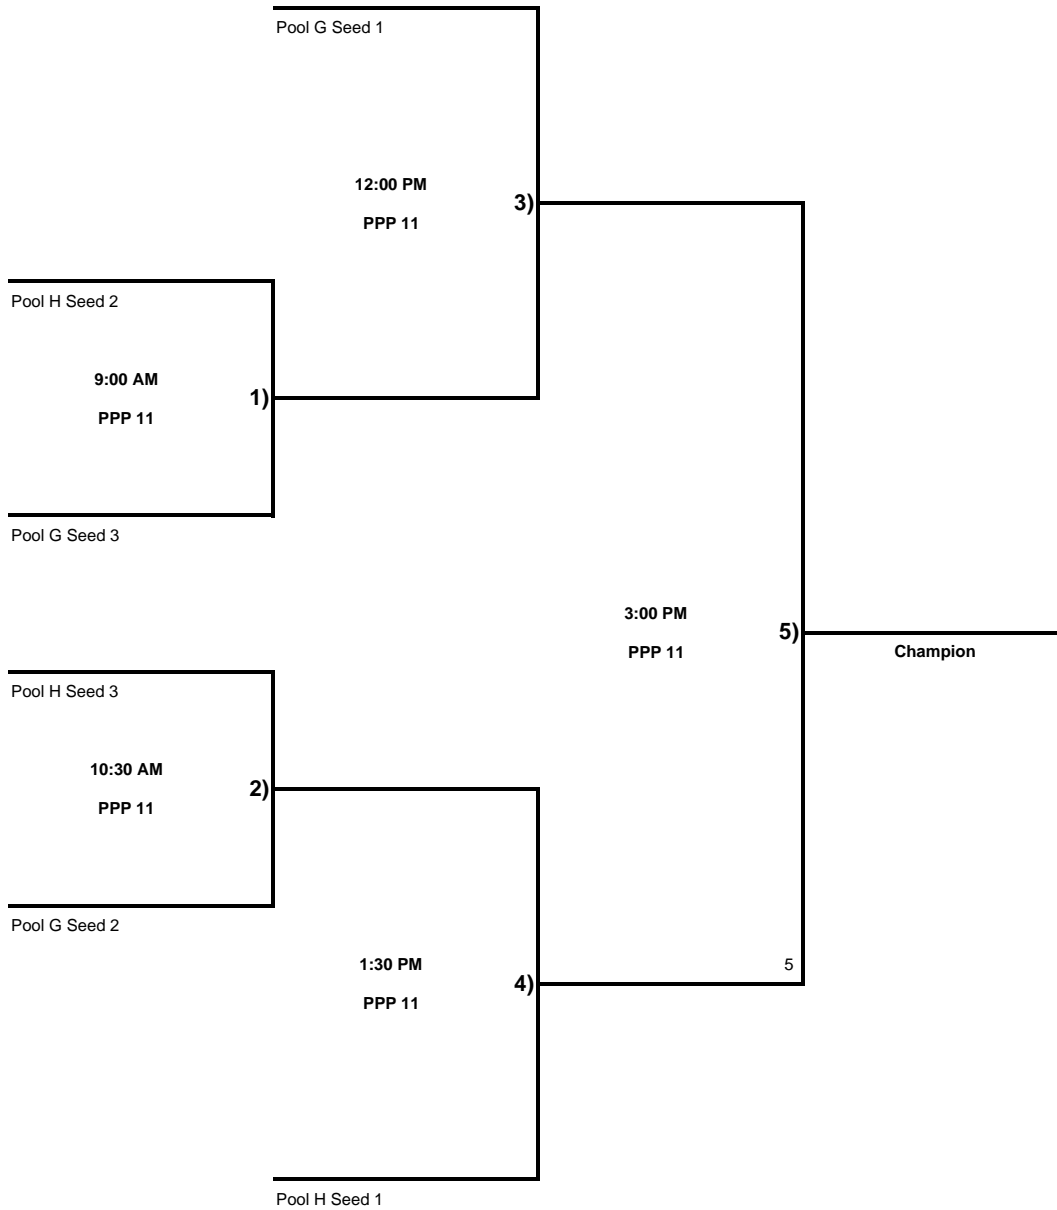 Pool G Seed 1
12:00 PM
3)
PPP 11
Pool H Seed 2
9:00 AM
1)
PPP 11
Pool G Seed 3
3:00 PM
5)
PPP 11
Champion
Pool H Seed 3
10:30 AM
2)
PPP 11
Pool G Seed 2
1:30 PM
5
4)
PPP 11
Pool H Seed 1